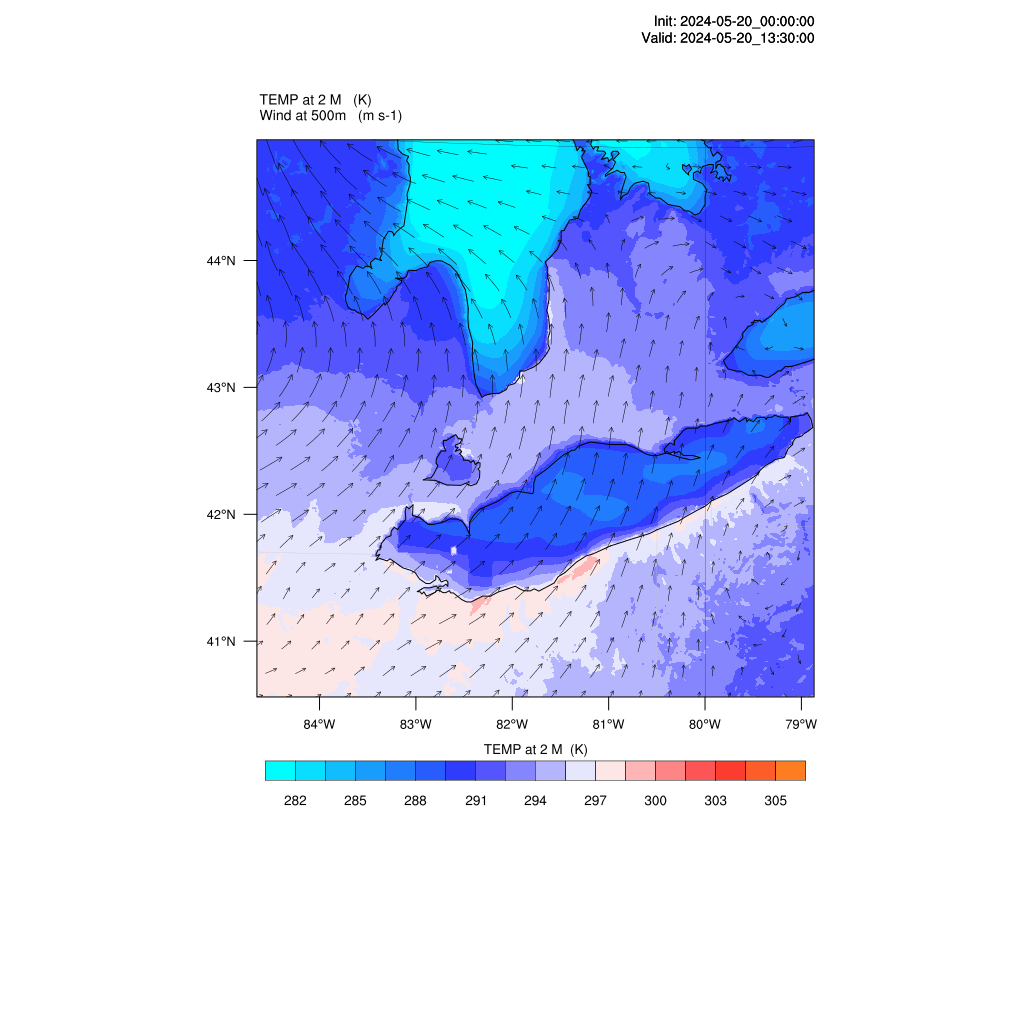 Init: 2024-05-20_00:00:00
Valid: 2024-05-20_13:30:00
TEMP at 2 M (K)
Wind at 500m (m s-1)
44°N
43°N
42°N
41°N
84°W 83°W 82°W 81°W 80°W 79°W
TEMP at 2 M (K)
282 285 288 291 294 297 300 303 305